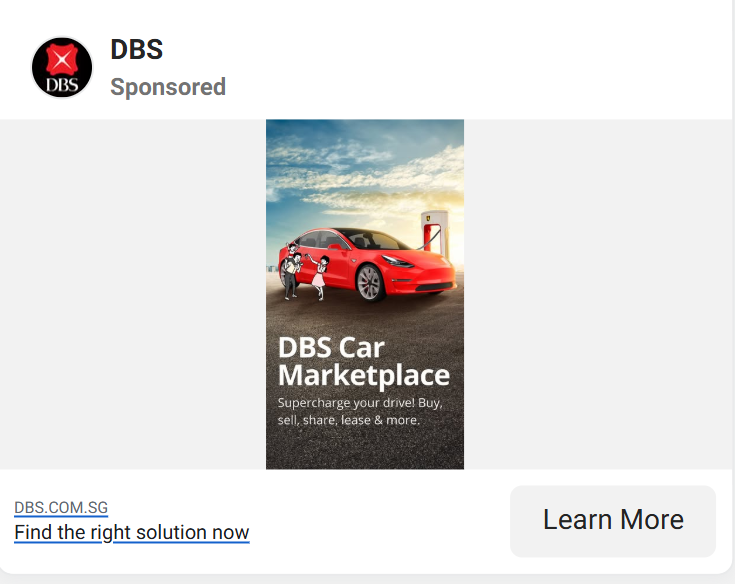 DBS
DBS
Sponsored
DBS Car
Marketplace
Supercharge your drive! Buy,
sell, share, lease & more.
DBS.COM.SG
Find the right solution now
Learn More